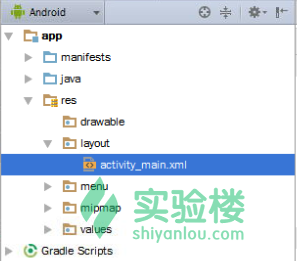 Android
app
manifests
java
res
drawable
layout
activity_main.xml
menu
mipmap
values
Gradle Scripts
实验楼
shiyanlou.com